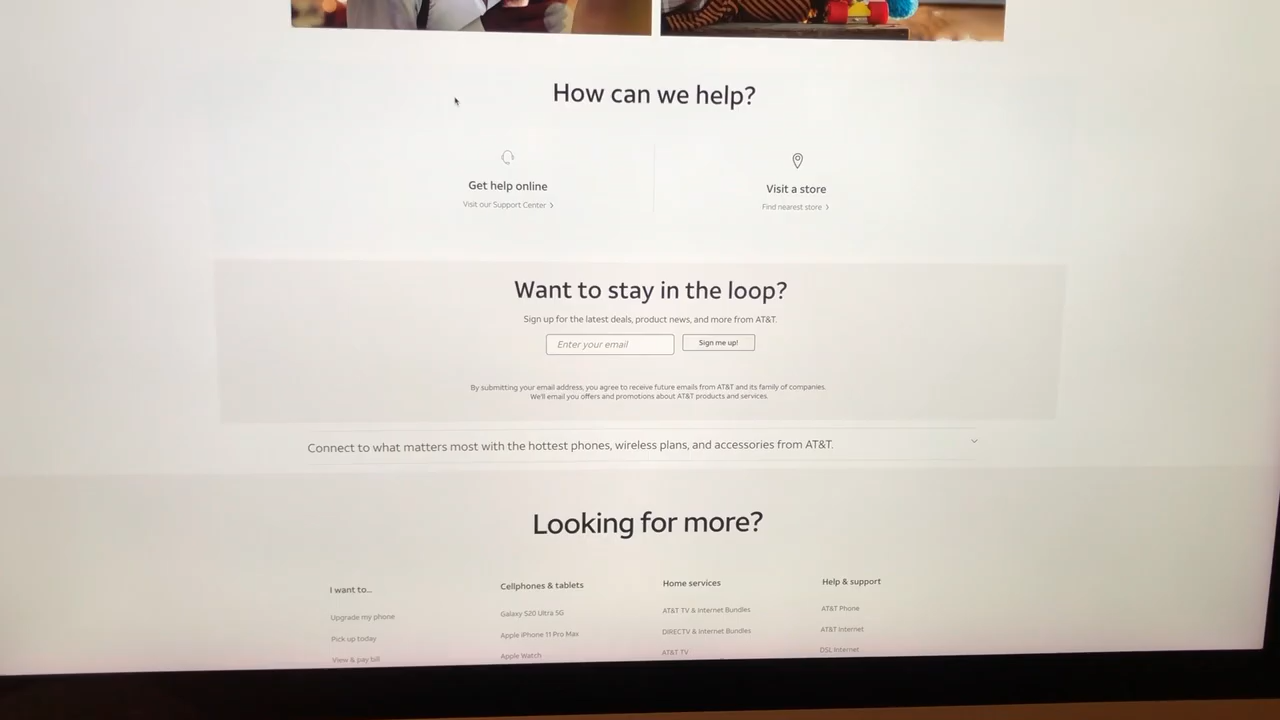 How can we help?
Get help online
Visit our Support Center >
Visit a store
Find nearest store >
Want to stay in the loop?
Sign up for the latest deals, product news, and more from AT&T.
Enter your email
Sign me up!
By submitting your email address, you agree to receive future emails from AT&T and its family of companies.
We'll email you offers and promotions about AT&T products and services.
Connect to what matters most with the hottest phones, wireless plans, and accessories from AT&T.
Looking for more?
I want to...
Upgrade my phone
Pick up today
View & pay bill
Cellphones & tablets
Galaxy S20 Ultra 5G
Apple iPhone 11 Pro Max
Apple Watch
Home services
AT&T TV & Internet Bundles
DIRECTV & Internet Bundles
AT&T TV
Help & support
AT&T Phone
AT&T Internet
DSL Internet